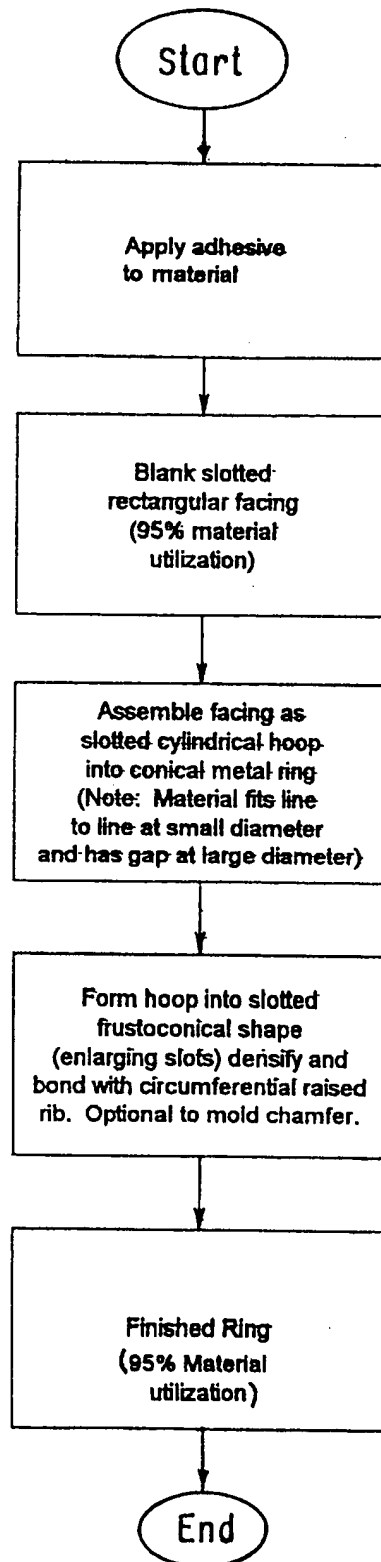 Start
Apply adhesive
to material
Blank slotted
rectangular facing
(95% material
utilization)
Assemble facing as
slotted cylindrical hoop
into conical metal ring
(Note: Material fits line
to line at small diameter
and has gap at large diameter)
Form hoop into slotted
frustoconical shape
(enlarging slots) densify and
bond with circumferential raised
rib. Optional to mold chamfer.
Finished Ring
(95% Material
utilization)
End